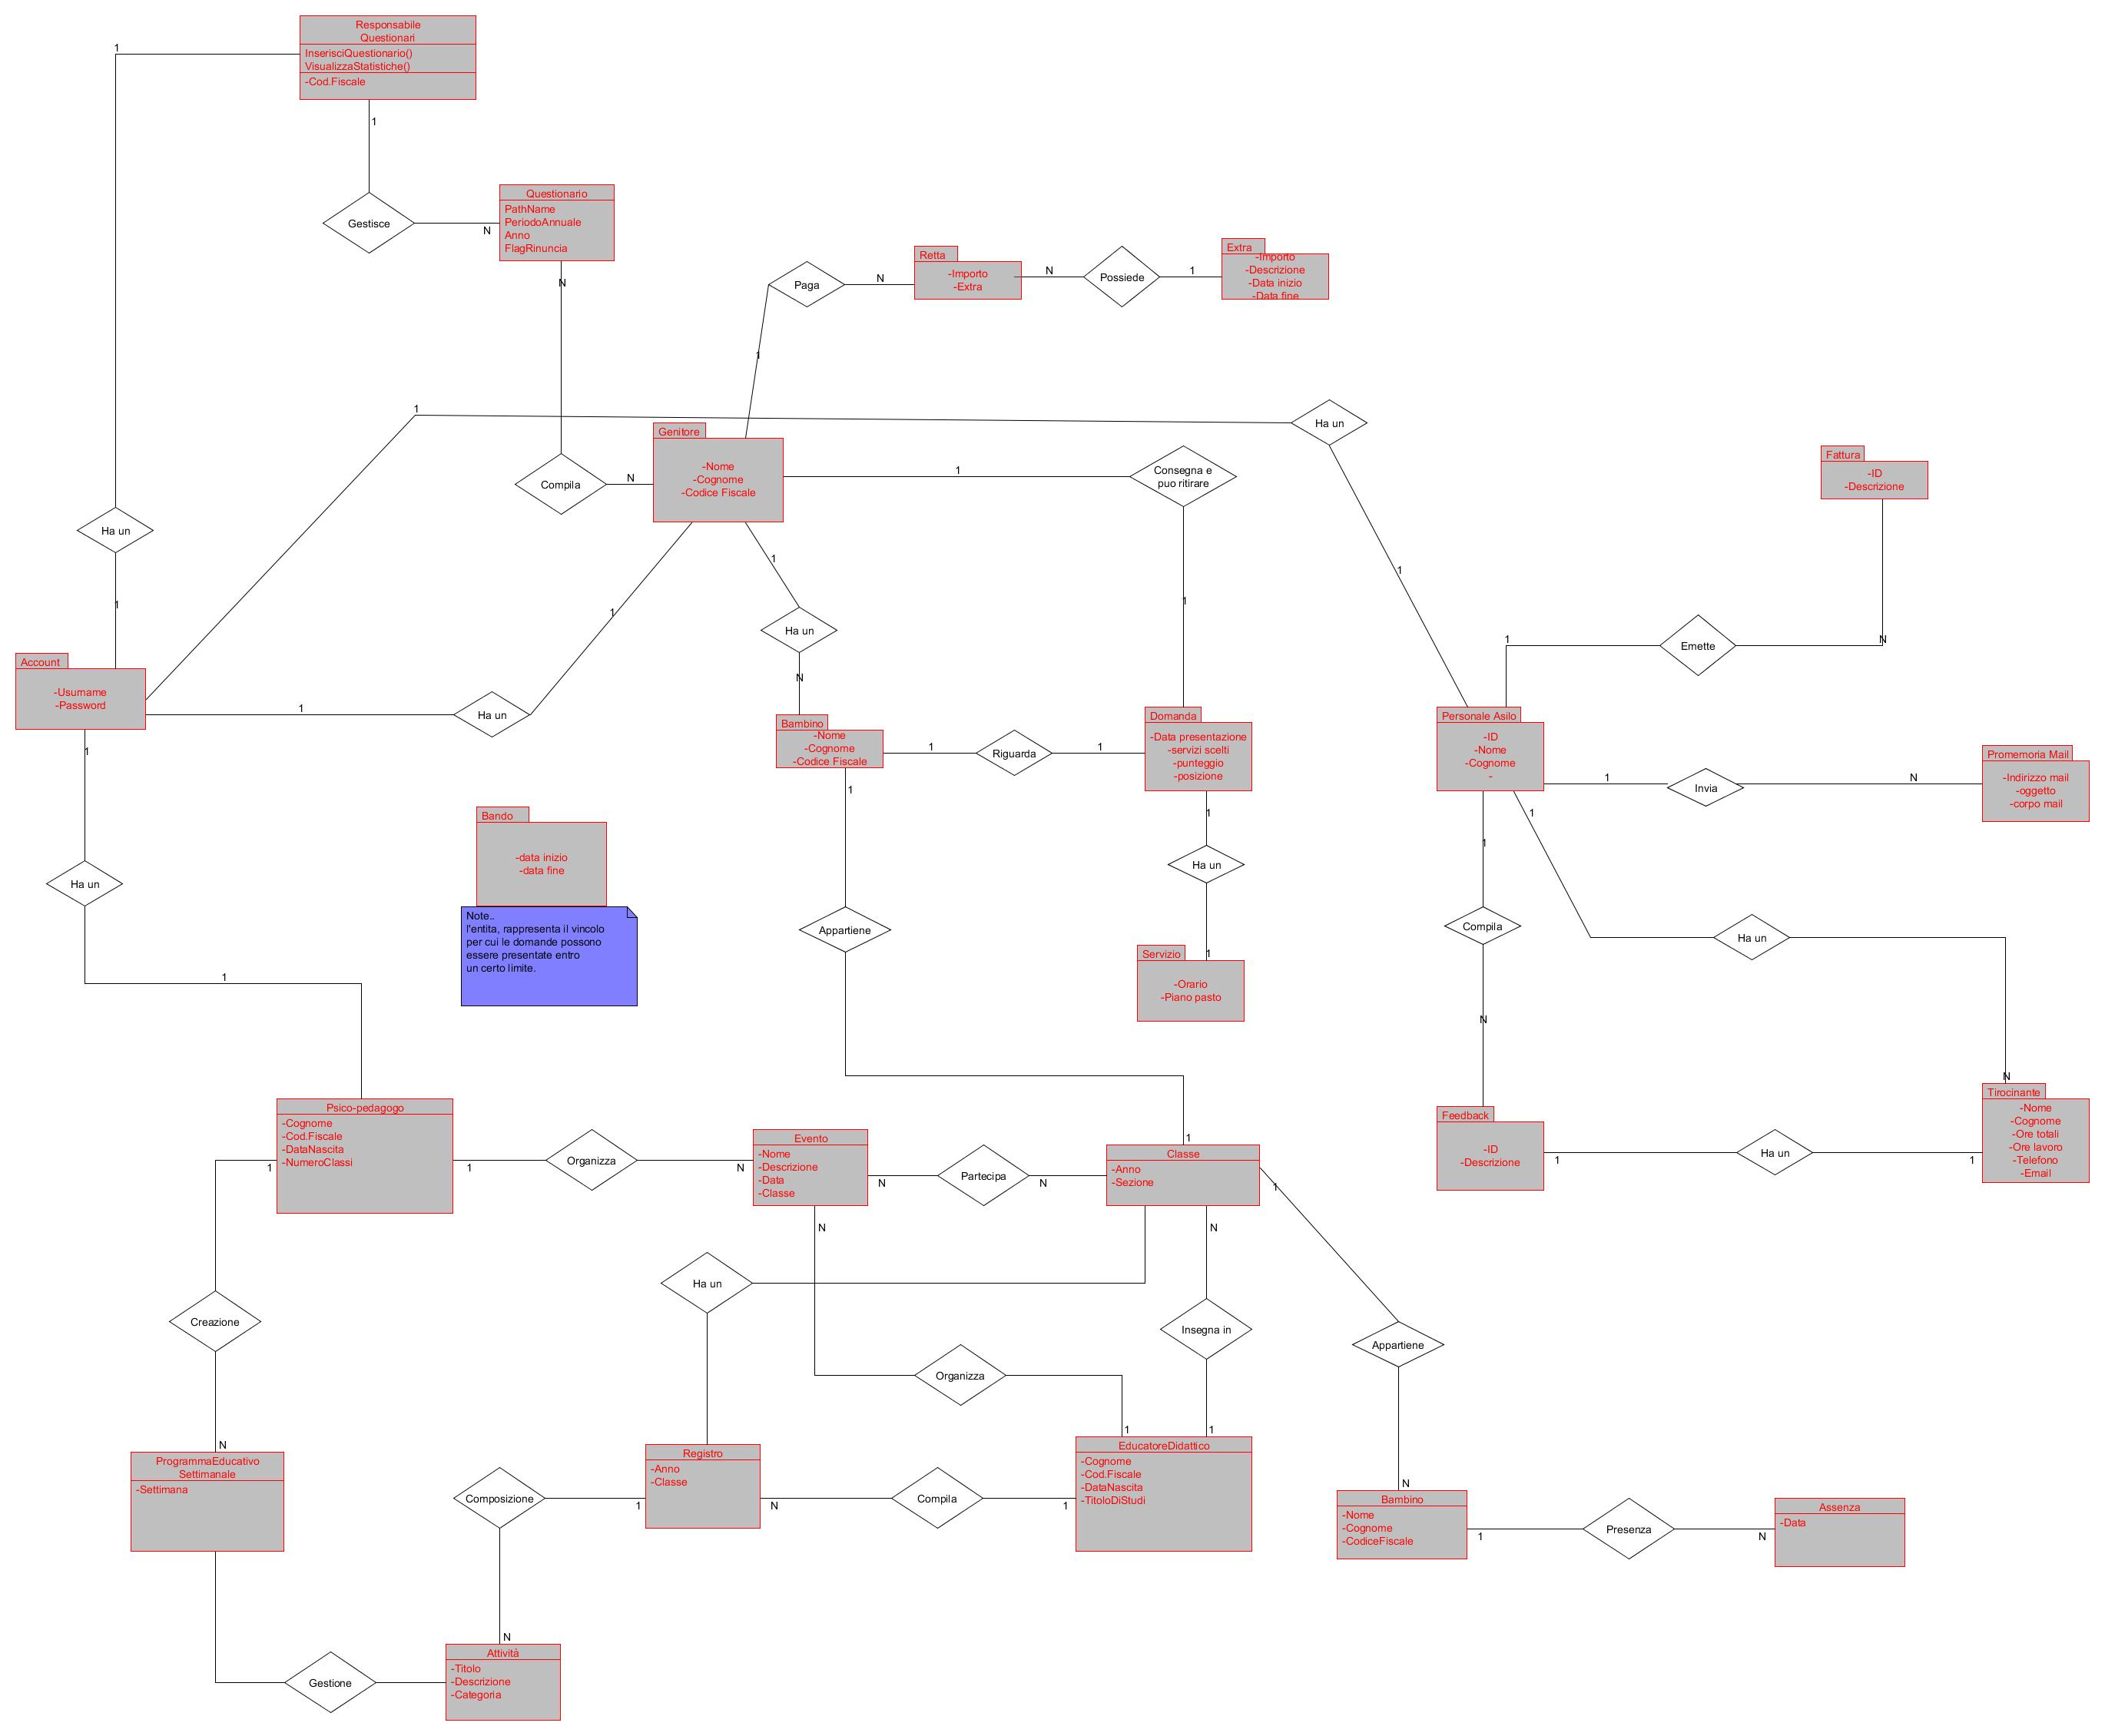 Responsabile
Questionari
InserisciQuestionario()
VisualizzaStatistiche()
-Cod.Fiscale
1
1
Gestisce
N
Questionario
PathName
PeriodoAnnuale
Anno
FlagRinuncia
N
Retta
-Importo
-Extra
Paga
N
1
N
Possiede
1
Extra
-Importo
-Descrizione
-Data inizio
-Data fine
1
Ha un
1
Genitore
-Nome
-Cognome
-Codice Fiscale
Compila
N
1
Consegna e
puo ritirare
1
Fattura
-ID
-Descrizione
Ha un
1
1
Ha un
N
1
Emette
N
Account
-Usurname
-Password
1
Ha un
1
Bambino
-Nome
-Cognome
-Codice Fiscale
1
Riguarda
1
Domanda
-Data presentazione
-servizi scelti
-punteggio
-posizione
Personale Asilo
-ID
-Nome
-Cognome
-
1
Invia
N
Promemoria Mail
-Indirizzo mail
-oggetto
-corpo mail
1
Ha un
1
Bando
-data inizio
-data fine
Note..
l'entita, rappresenta il vincolo
per cui le domande possono
essere presentate entro
un certo limite.
1
Appartiene
1
1
Ha un
1
Servizio
-Orario
-Piano pasto
1
Compila
N
1
Ha un
N
Psico-pedagogo
-Cognome
-Cod.Fiscale
-DataNascita
-NumeroClassi
1
1
Organizza
N
Evento
-Nome
-Descrizione
-Data
-Classe
N
Partecipa
N
Classe
-Anno
-Sezione
1
Feedback
-ID
-Descrizione
1
Ha un
1
Tirocinante
-Nome
-Cognome
-Ore totali
-Ore lavoro
-Telefono
-Email
N
N
Ha un
Creazione
N
Insegna in
1
Organizza
1
Appartiene
N
ProgrammaEducativo
Settimanale
-Settimana
Composizione
1
N
Registro
-Anno
-Classe
N
Compila
1
EducatoreDidattico
-Cognome
-Cod.Fiscale
-DataNascita
-TitoloDiStudi
Bambino
-Nome
-Cognome
-CodiceFiscale
1
Presenza
N
Assenza
-Data
Gestione
Attività
-Titolo
-Descrizione
-Categoria